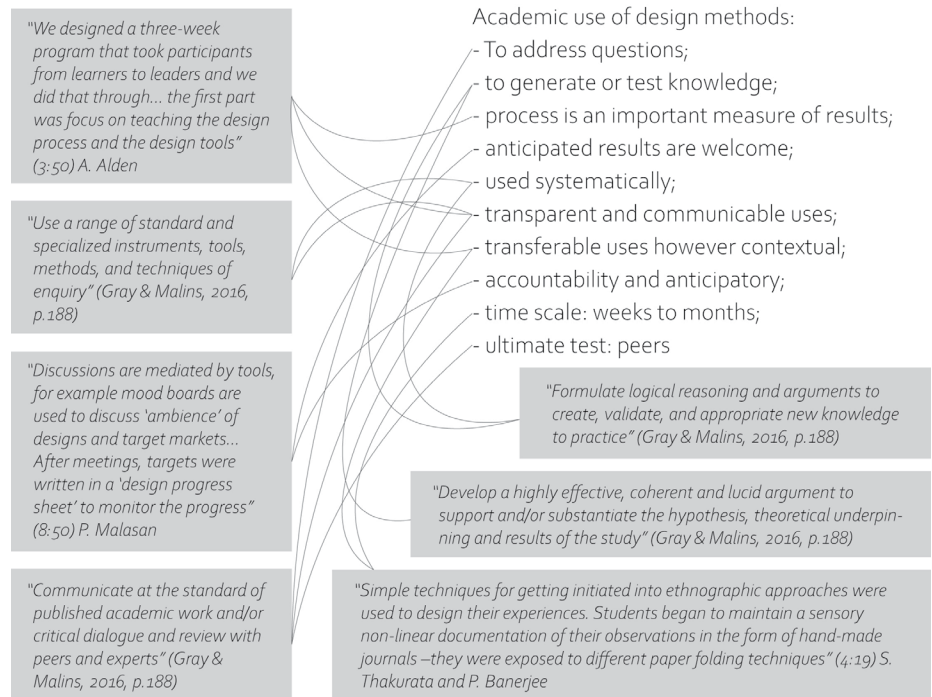 "We designed a three-week
program that took participants
from learners to leaders and we
did that through... the first part
was focus on teaching the design
process and the design tools"
(3:50) A. Alden
"Use a range of standard and
specialized instruments, tools,
methods, and techniques of
enquiry" (Gray & Malins, 2016,
p.188)
"Discussions are mediated by tools,
for example mood boards are
used to discuss 'ambience' of
designs and target markets...
After meetings, targets were
written in a 'design progress
sheet' to monitor the progress"
(8:50) P. Malasan
"Communicate at the standard of
published academic work and/or
critical dialogue and review with
peers and experts" (Gray &
Malins, 2016, p.188)
Academic use of design methods:
- To address questions;
- to generate or test knowledge;
- process is an important measure of results;
- anticipated results are welcome;
- used systematically;
- transparent and communicable uses;
- transferable uses however contextual;
- accountability and anticipatory;
- time scale: weeks to months;
- ultimate test: peers
"Formulate logical reasoning and arguments to
create, validate, and appropriate new knowledge
to practice" (Gray & Malins, 2016, p.188)
"Develop a highly effective, coherent and lucid argument to
support and/or substantiate the hypothesis, theoretical underpin-
ning and results of the study" (Gray & Malins, 2016, p.188)
"Simple techniques for getting initiated into ethnographic approaches were
used to design their experiences. Students began to maintain a sensory
non-linear documentation of their observations in the form of hand-made
journals –they were exposed to different paper folding techniques" (4:19) S.
Thakurata and P. Banerjee